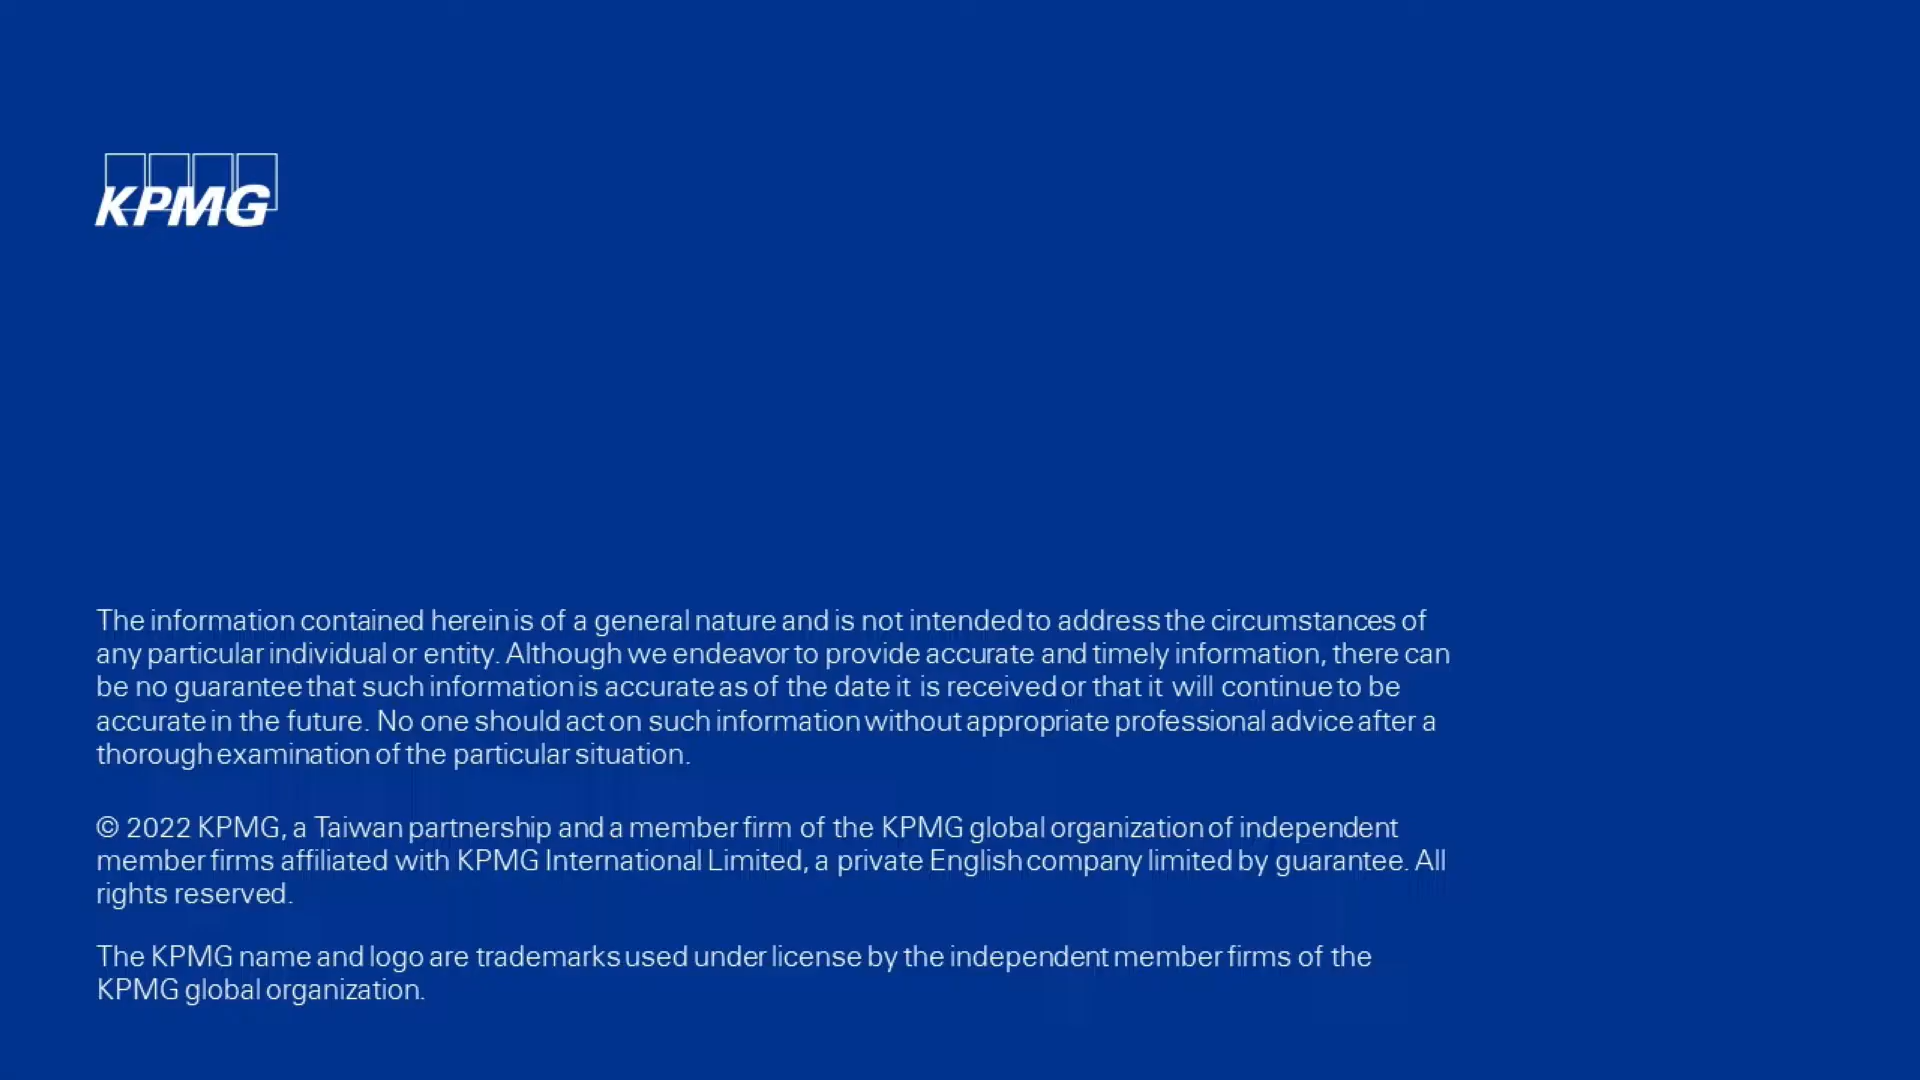 KPMG
The information contained herein is of a general nature and is not intended to address the circumstances of
any particular individual or entity. Although we endeavor to provide accurate and timely information, there can
be no guarantee that such information is accurate as of the date it is received or that it will continue to be
accurate in the future. No one should act on such information without appropriate professional advice after a
thorough examination of the particular situation.
© 2022 KPMG, a Taiwan partnership and a member firm of the KPMG global organization of independent
member firms affiliated with KPMG International Limited, a private English company limited by guarantee. All
rights reserved.
The KPMG name and logo are trademarks used under license by the independent member firms of the
KPMG global organization.